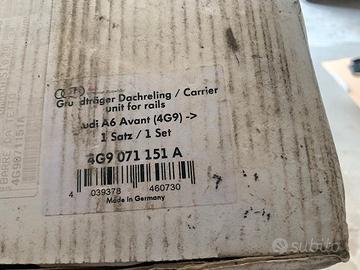 Grundträger Dachreling / Carrier
unit for rails
Audi A6 Avant (4G9) ->
1 Satz / 1 Set
4G9 071 151 A
4 039378 460730
Made in Germany
subito